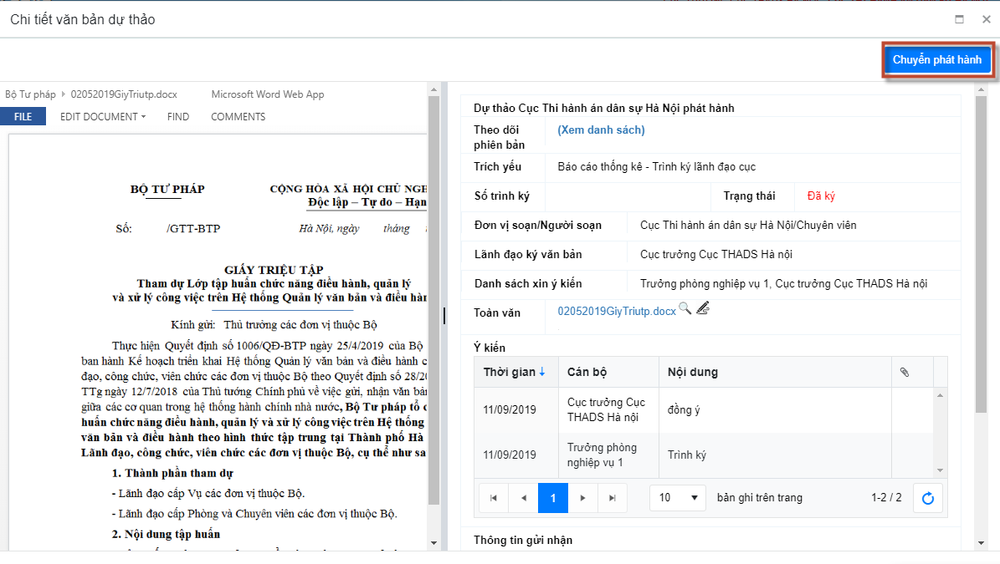 Chi tiết văn bản dự thảo
Chuyển phát hành
Bộ Tư pháp 02052019GiyTriutp.docx Microsoft Word Web App
FILE EDIT DOCUMENT FIND COMMENTS
BỘ TƯ PHÁP
CỘNG HÒA XÃ HỘI CHỦ NGH
Độc lập – Tự do – Hạn
Số: /GTT-BTP
Hà Nội, ngày tháng
GIẤY TRIỆU TẬP
Tham dự Lớp tập huấn chức năng điều hành, quản lý
và xử lý công việc trên Hệ thống Quản lý văn bản và điều hàn
Kính gửi: Thủ trưởng các đơn vị thuộc Bộ
Thực hiện Quyết định số 1006/QĐ-BTP ngày 25/4/2019 của Bộ
ban hành Kế hoạch triển khai Hệ thống Quản lý văn bản và điều hành c
đạo, công chức, viên chức các đơn vị thuộc Bộ theo Quyết định số 28/20
TTg ngày 12/7/2018 của Thủ tướng Chính phủ về việc gửi, nhận văn bản
giữa các cơ quan trong hệ thống hành chính nhà nước, Bộ Tư pháp tổ c
huấn chức năng điều hành, quản lý và xử lý công việc trên Hệ thống
văn bản và điều hành theo hình thức tập trung tại Thành phố Hà
Lãnh đạo, công chức, viên chức các đơn vị thuộc Bộ, cụ thể như sa
1. Thành phần tham dự
- Lãnh đạo cấp Vụ các đơn vị thuộc Bộ.
- Lãnh đạo cấp Phòng và Chuyên viên các đơn vị thuộc Bộ.
2. Nội dung tập huấn
Dự thảo Cục Thi hành án dân sự Hà Nội phát hành
Theo dõi
phiên bản
(Xem danh sách)
Trích yếu Báo cáo thống kê - Trình ký lãnh đạo cục
Số trình ký Trạng thái Đã ký
Đơn vị soạn/Người soạn Cục Thi hành án dân sự Hà Nội/Chuyên viên
Lãnh đạo ký văn bản Cục trưởng Cục THADS Hà nội
Danh sách xin ý kiến Trưởng phòng nghiệp vụ 1, Cục trưởng Cục THADS Hà nội
Toàn văn 02052019GiyTriutp.docx
Ý kiến
Thời gian Cán bộ Nội dung
11/09/2019
Cục trưởng Cục
THADS Hà nội
đồng ý
11/09/2019
Trưởng phòng
nghiệp vụ 1
Trình ký
1 10 bản ghi trên trang 1-2 / 2
Thông tin gửi nhận